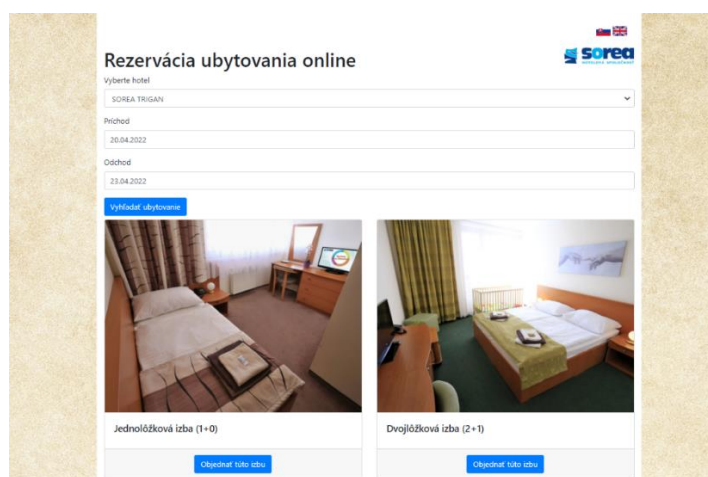 Rezervácia ubytovania online
sorea
Vyberte hotel
SOREA TRIGAN
Príchod
20.04.2022
Odchod
23.04.2022
Vyhľadať ubytovanie
Jednolôžková izba (1+0)
Dvojlôžková izba (2+1)
Objednať túto izbu
Objednať túto izbu